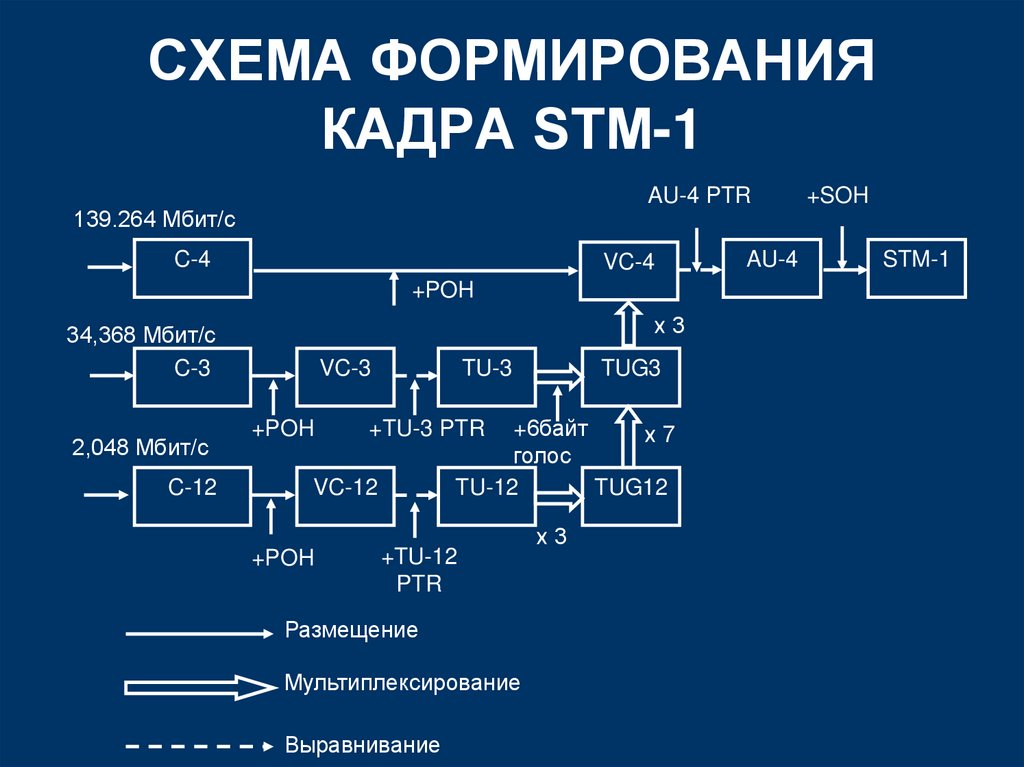 СХЕМА ФОРМИРОВАНИЯ
КАДРА STM-1
AU-4 PTR
+SOH
139.264 Мбит/с
C-4
VC-4
AU-4
STM-1
+POH
x 3
34,368 Мбит/с
C-3
VC-3
TU-3
TUG3
+POH
+TU-3 PTR
+6байт
голос
x 7
2,048 Мбит/с
C-12
VC-12
TU-12
TUG12
x 3
+POH
+TU-12
PTR
Размещение
Мультиплексирование
Выравнивание